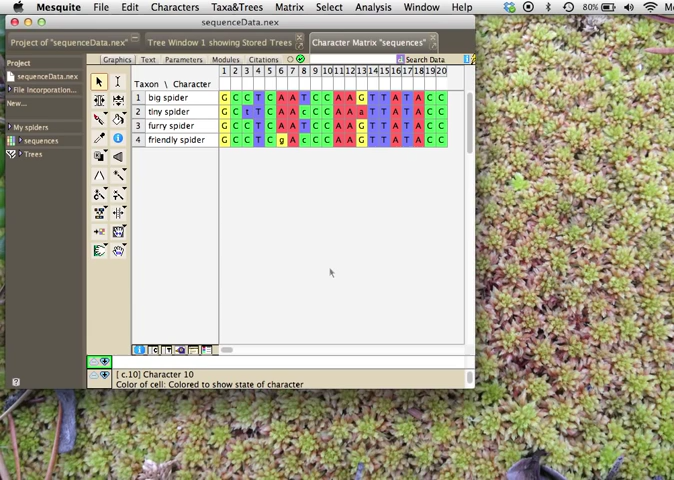 Mesquite File Edit Characters Taxa&Trees Matrix Select Analysis Window Help 80%
sequenceData.nex
Project of "sequenceData.nex" Tree Window 1 showing Stored Trees Character Matrix "sequences"
Graphics Text Parameters Modules Citations Search Data
Project
sequenceData.nex
File Incorporation...
New...
My spiders
sequences
Trees
Taxon \ Character 1 2 3 4 5 6 7 8 9 10 11 12 13 14 15 16 17 18 19 20
1 big spider G C C T C A A T C C A A G T T A T A C C
2 tiny spider G C t T C A A c C C A A a T T A T A C C
3 furry spider G C C T C A A T C C A A G T T A T A C C
4 friendly spider G C C T C g A c C C A A G T T A T A C C
[ c.10] Character 10
Color of cell: Colored to show state of character